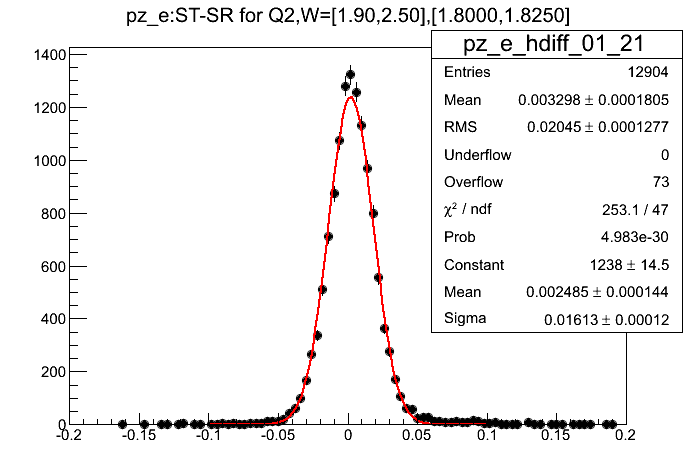 pz_e:ST-SR for Q2,W=[1.90,2.50],[1.8000,1.8250]
pz_e_hdiff_01_21
Entries 12904
Mean 0.003298 ± 0.0001805
RMS 0.02045 ± 0.0001277
Underflow 0
Overflow 73
χ² / ndf 253.1 / 47
Prob 4.983e-30
Constant 1238 ± 14.5
Mean 0.002485 ± 0.000144
Sigma 0.01613 ± 0.00012
1400
1200
1000
800
600
400
200
0
-0.2 -0.15 -0.1 -0.05 0 0.05 0.1 0.15 0.2